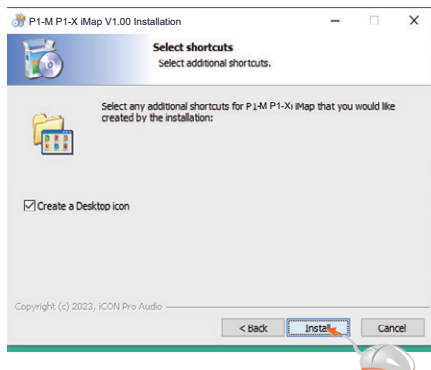 P1-M P1-X iMap V1.00 Installation
Select shortcuts
Select additional shortcuts.
Select any additional shortcuts for P1-M P1-X iMap that you would like
created by the installation:
Create a Desktop icon
Copyright (c) 2023, iCON Pro Audio
< Back Install Cancel